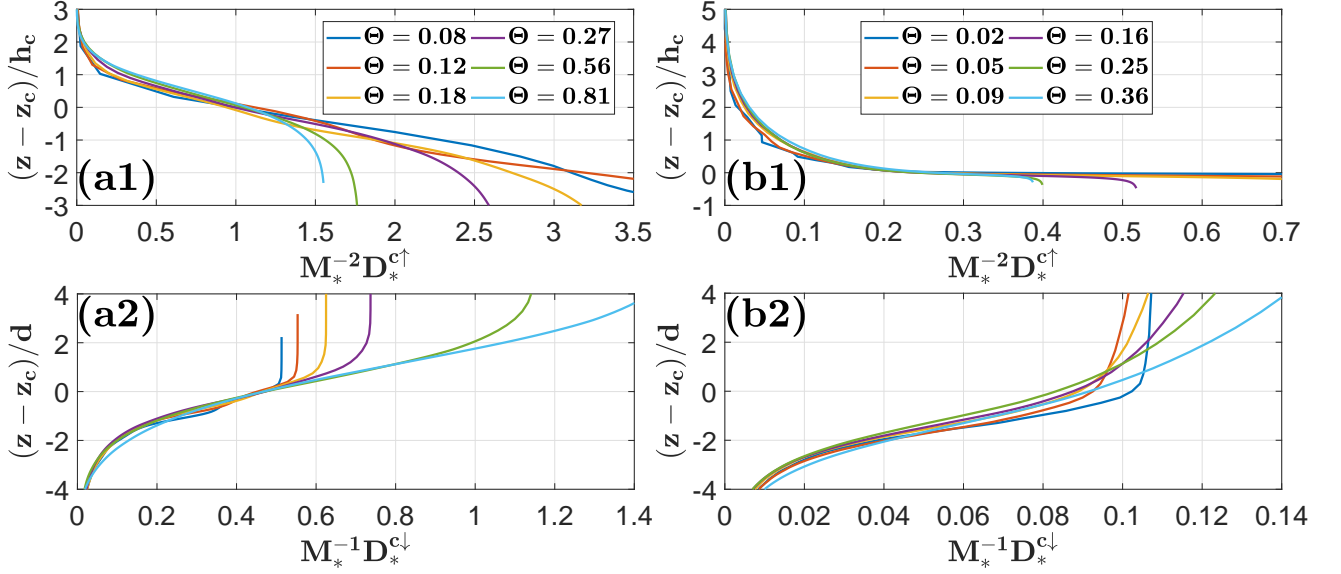 3
2
1
0
-1
-2
-3
(z − z_c)/h_c
(a1)
Θ = 0.08
Θ = 0.12
Θ = 0.18
Θ = 0.27
Θ = 0.56
Θ = 0.81
0 0.5 1 1.5 2 2.5 3 3.5
M_*^{-2}D_*^{c↑}
5
4
3
2
1
0
-1
(z − z_c)/h_c
(b1)
Θ = 0.02
Θ = 0.05
Θ = 0.09
Θ = 0.16
Θ = 0.25
Θ = 0.36
0 0.1 0.2 0.3 0.4 0.5 0.6 0.7
M_*^{-2}D_*^{c↑}
4
2
0
-2
-4
(z − z_c)/d
(a2)
0 0.2 0.4 0.6 0.8 1 1.2 1.4
M_*^{-1}D_*^{c↓}
4
2
0
-2
-4
(z − z_c)/d
(b2)
0 0.02 0.04 0.06 0.08 0.1 0.12 0.14
M_*^{-1}D_*^{c↓}